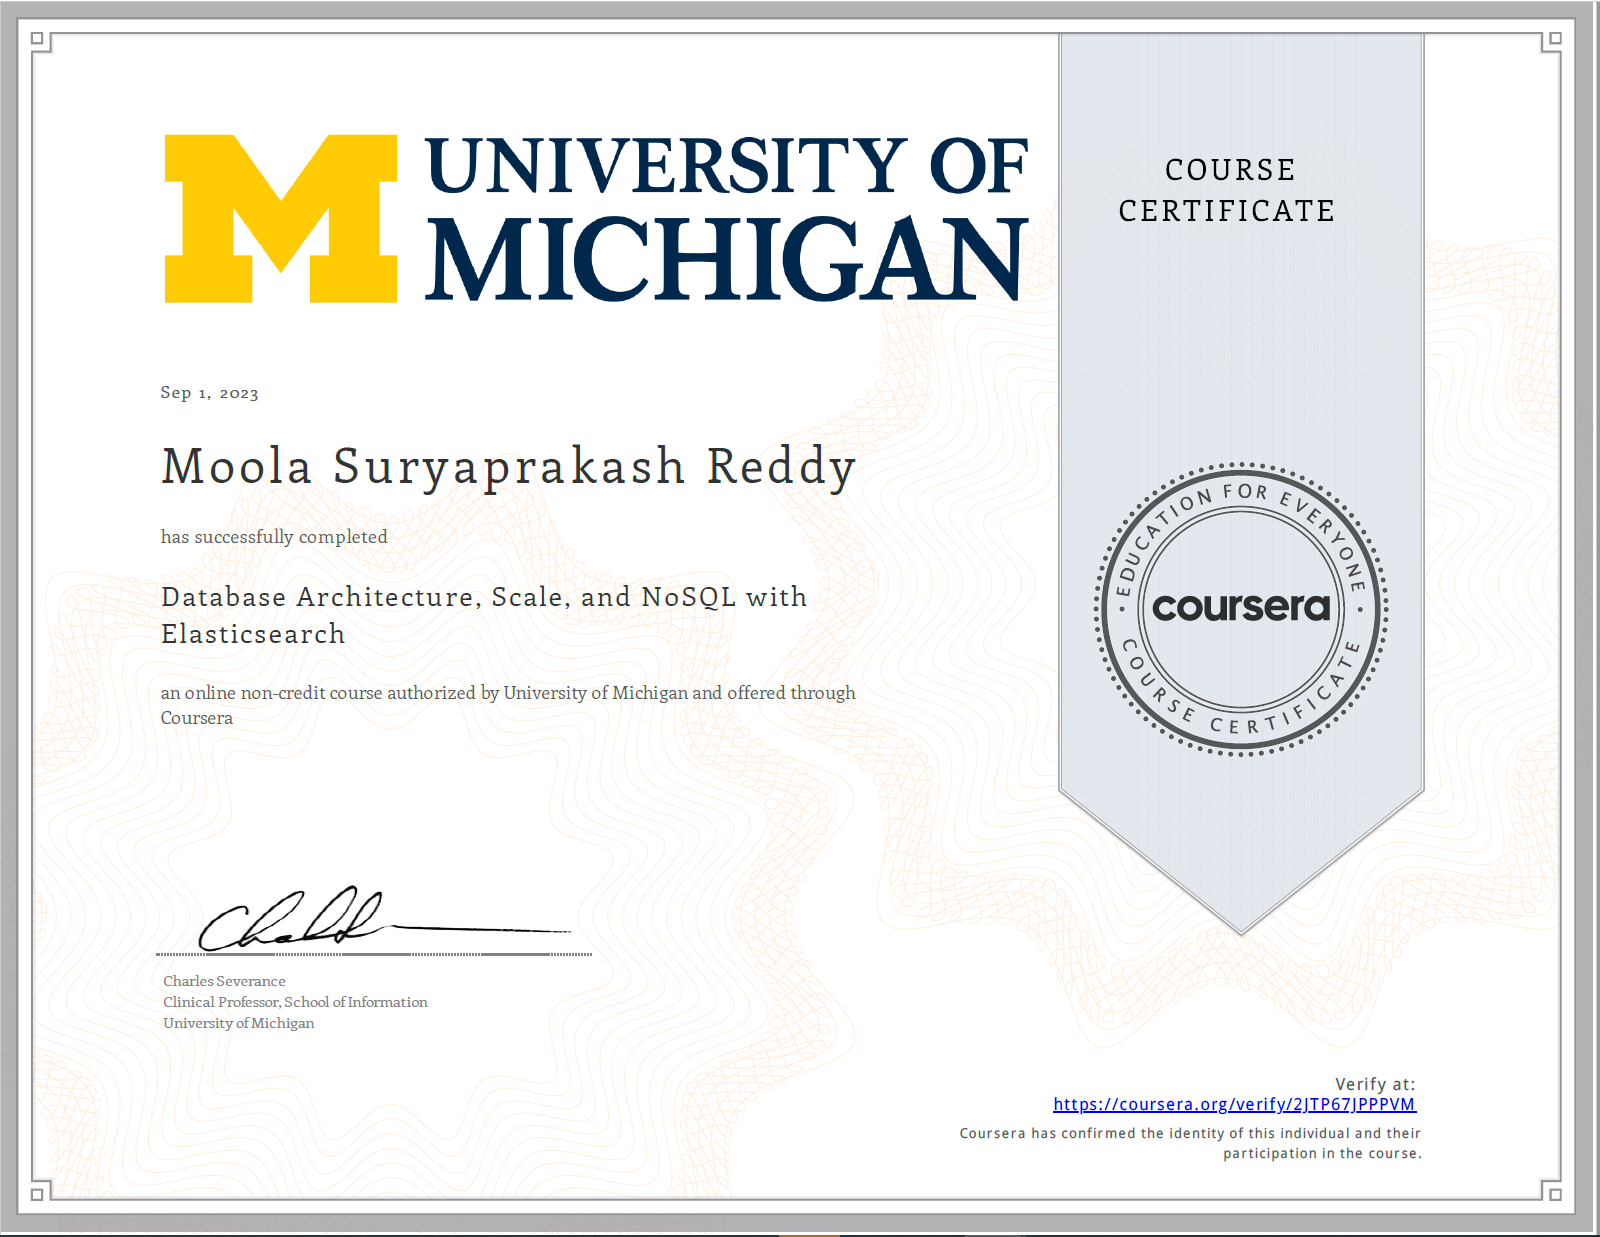 UNIVERSITY OF
MICHIGAN
COURSE
CERTIFICATE
Sep 1, 2023
Moola Suryaprakash Reddy
has successfully completed
Database Architecture, Scale, and NoSQL with
Elasticsearch
an online non-credit course authorized by University of Michigan and offered through
Coursera
EDUCATION FOR EVERYONE
coursera
COURSE CERTIFICATE
Charles Severance
Clinical Professor, School of Information
University of Michigan
Verify at:
https://coursera.org/verify/2JTP67JPPPVM
Coursera has confirmed the identity of this individual and their
participation in the course.